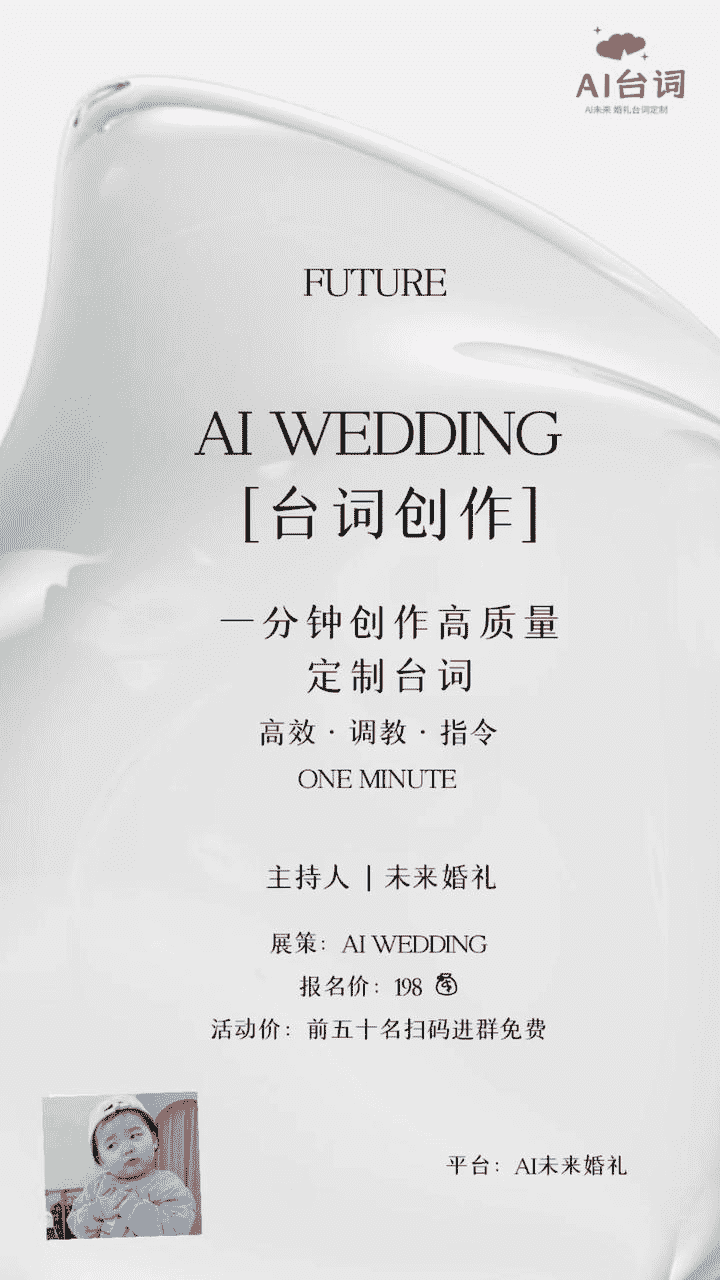 AI台词
AI未来 婚礼台词定制
FUTURE
AI WEDDING
[台词创作]
一分钟创作高质量
定制台词
高效·调教·指令
ONE MINUTE
主持人 | 未来婚礼
展策：AI WEDDING
报名价：198
活动价：前五十名扫码进群免费
平台：AI未来婚礼